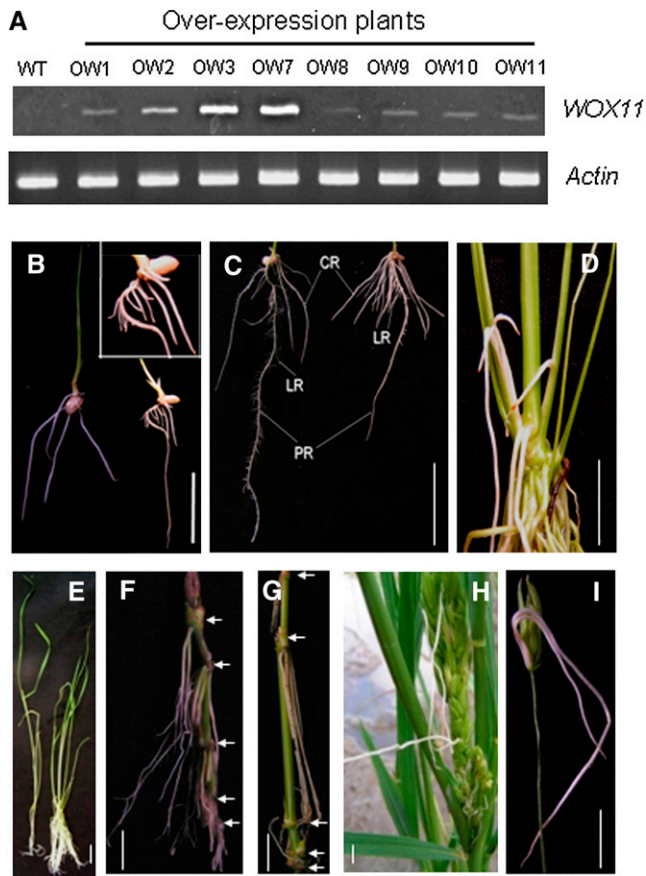 A
Over-expression plants
WT OW1 OW2 OW3 OW7 OW8 OW9 OW10 OW11
WOX11
Actin
B
C
CR
LR
LR
PR
D
E
F
G
H
I